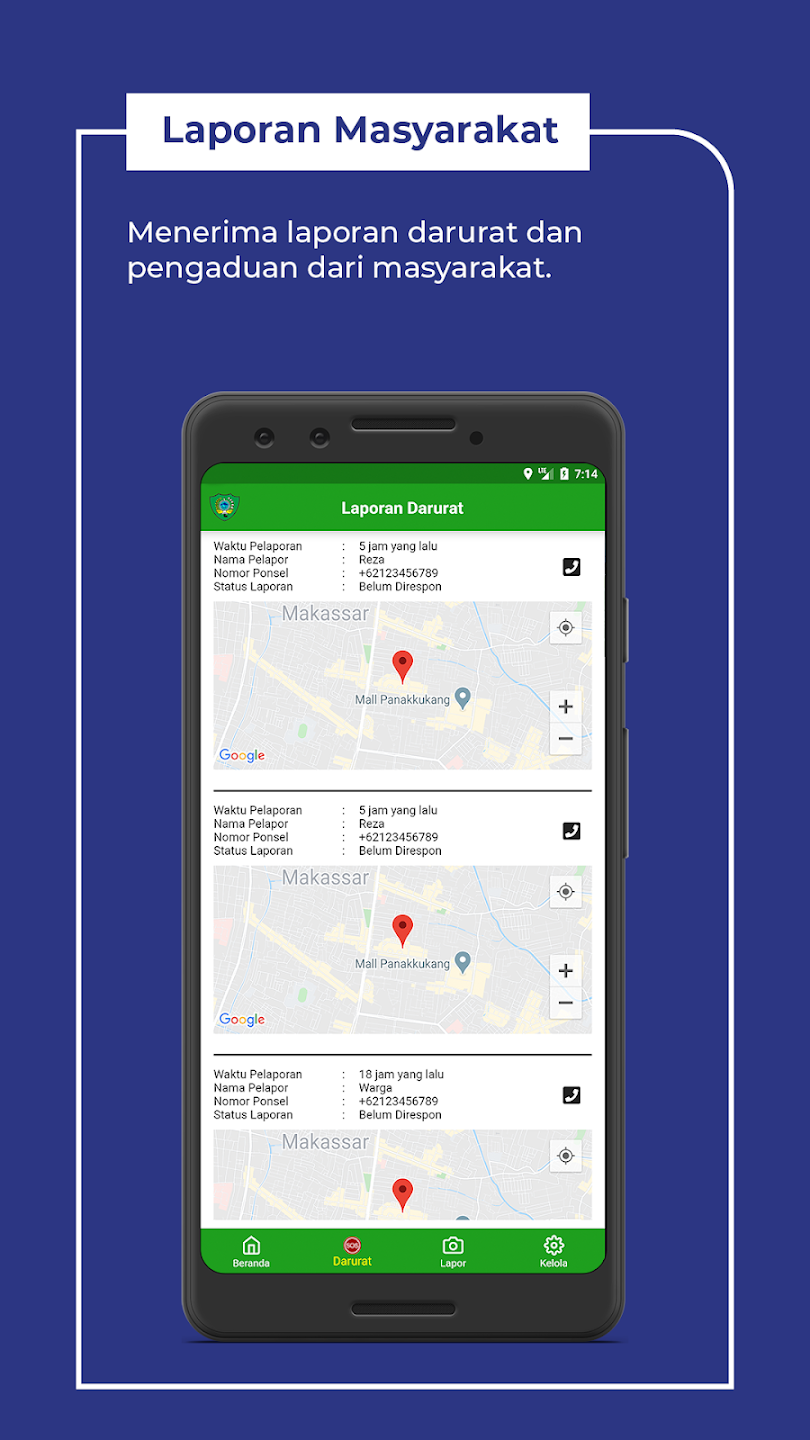 Laporan Masyarakat
Menerima laporan darurat dan
pengaduan dari masyarakat.
LTE 7:14
Laporan Darurat
Waktu Pelaporan : 5 jam yang lalu
Nama Pelapor : Reza
Nomor Ponsel : +62123456789
Status Laporan : Belum Direspon
Makassar
Mall Panakkukang
Google
Waktu Pelaporan : 5 jam yang lalu
Nama Pelapor : Reza
Nomor Ponsel : +62123456789
Status Laporan : Belum Direspon
Makassar
Mall Panakkukang
Google
Waktu Pelaporan : 18 jam yang lalu
Nama Pelapor : Warga
Nomor Ponsel : +62123456789
Status Laporan : Belum Direspon
Makassar
SOS
Beranda Darurat Lapor Kelola